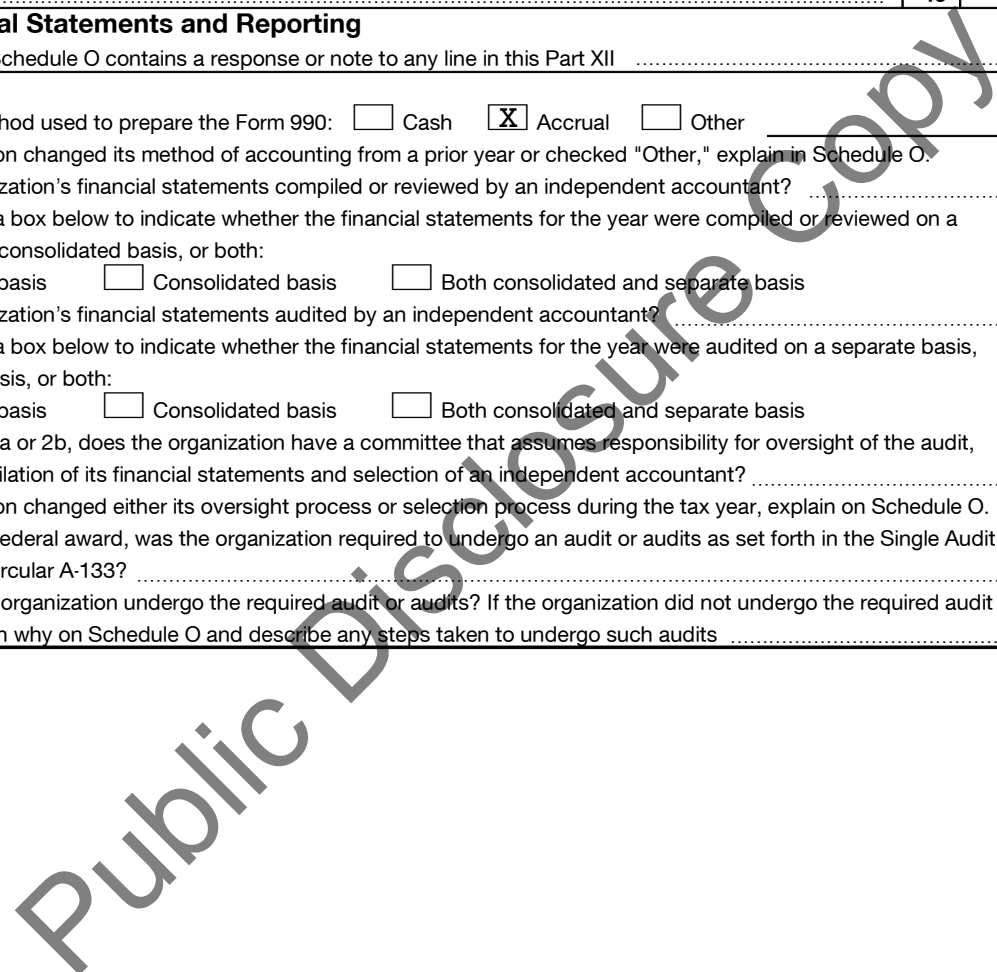 al Statements and Reporting
Schedule O contains a response or note to any line in this Part XII
hod used to prepare the Form 990: Cash X Accrual Other
on changed its method of accounting from a prior year or checked "Other," explain in Schedule O.
zation's financial statements compiled or reviewed by an independent accountant?
a box below to indicate whether the financial statements for the year were compiled or reviewed on a
consolidated basis, or both:
basis Consolidated basis Both consolidated and separate basis
zation's financial statements audited by an independent accountant?
a box below to indicate whether the financial statements for the year were audited on a separate basis,
sis, or both:
basis Consolidated basis Both consolidated and separate basis
a or 2b, does the organization have a committee that assumes responsibility for oversight of the audit,
ilation of its financial statements and selection of an independent accountant?
on changed either its oversight process or selection process during the tax year, explain on Schedule O.
ederal award, was the organization required to undergo an audit or audits as set forth in the Single Audit
rcular A-133?
organization undergo the required audit or audits? If the organization did not undergo the required audit
n why on Schedule O and describe any steps taken to undergo such audits
Public Disclosure Copy